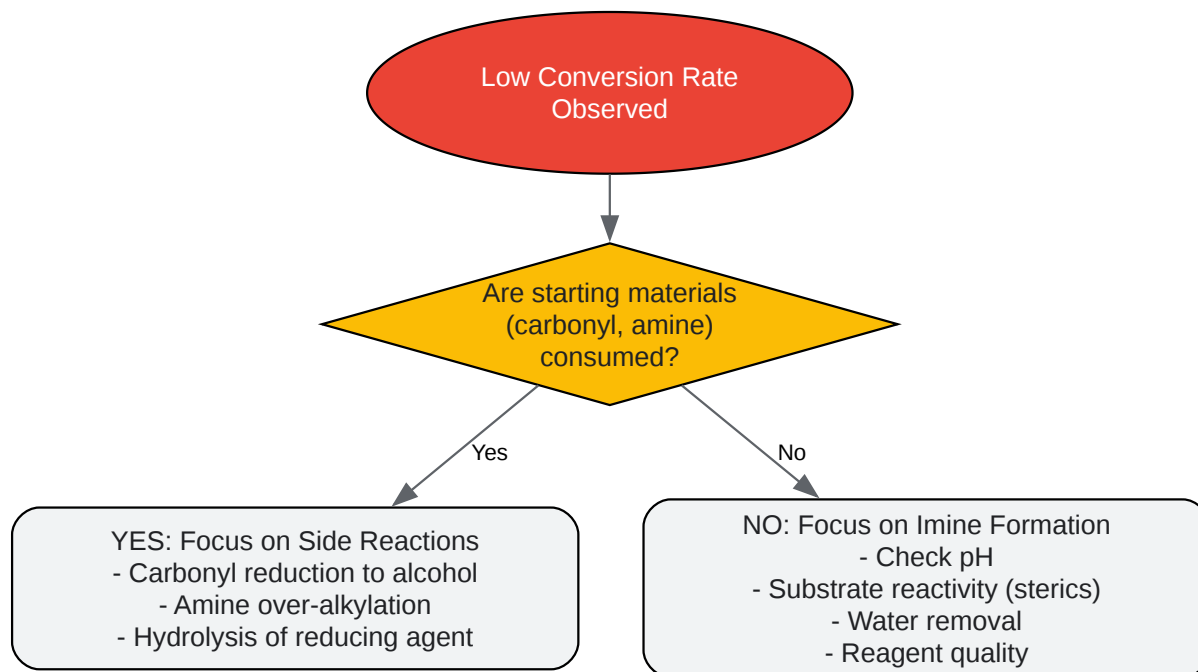 Low Conversion Rate
Observed
Are starting materials
(carbonyl, amine)
consumed?
Yes
No
YES: Focus on Side Reactions
- Carbonyl reduction to alcohol
- Amine over-alkylation
- Hydrolysis of reducing agent
NO: Focus on Imine Formation
- Check pH
- Substrate reactivity (sterics)
- Water removal
- Reagent quality